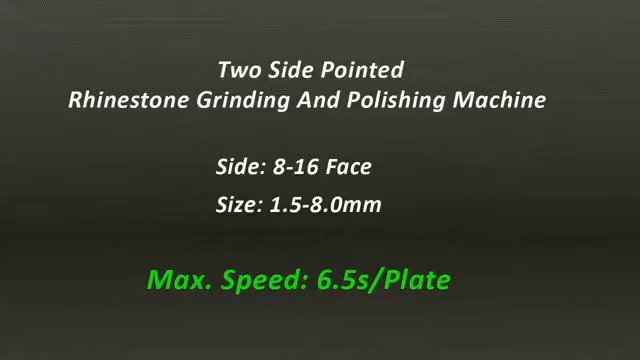 Two Side Pointed
Rhinestone Grinding And Polishing Machine
Side: 8-16 Face
Size: 1.5-8.0mm
Max. Speed: 6.5s/Plate